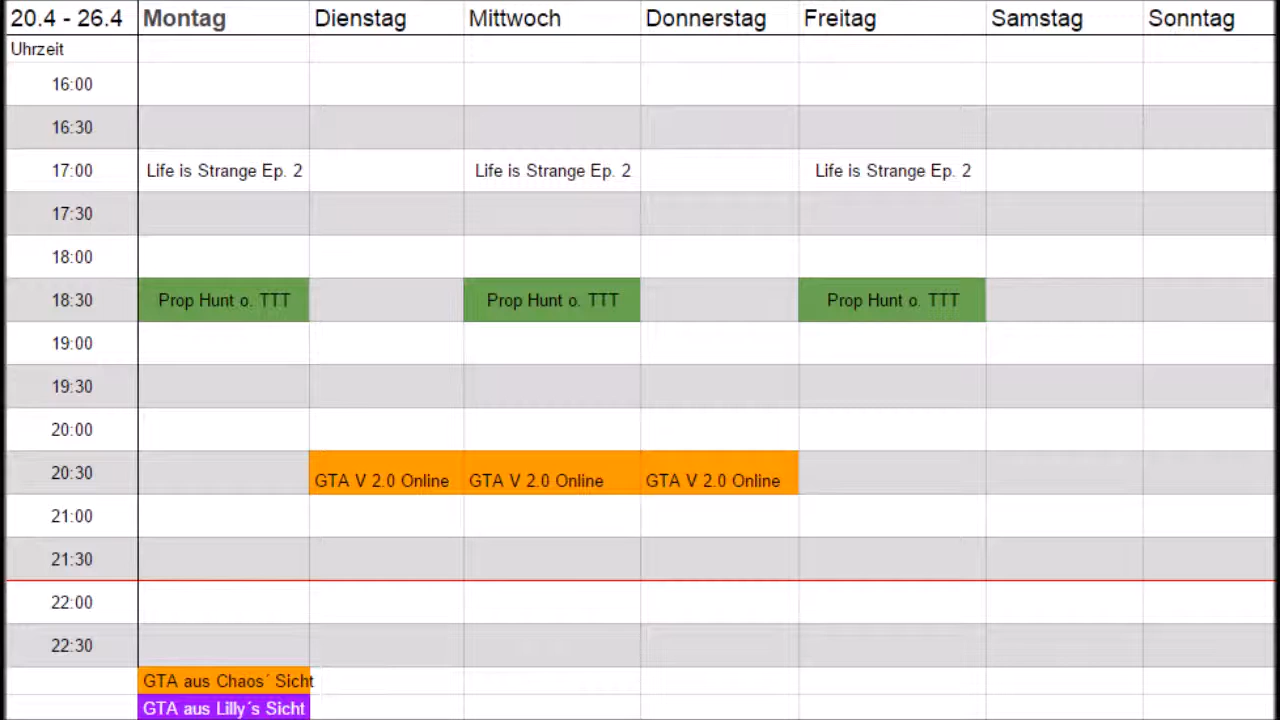 20.4 - 26.4 Montag Dienstag Mittwoch Donnerstag Freitag Samstag Sonntag
Uhrzeit
16:00
16:30
17:00 Life is Strange Ep. 2 Life is Strange Ep. 2 Life is Strange Ep. 2
17:30
18:00
18:30 Prop Hunt o. TTT Prop Hunt o. TTT Prop Hunt o. TTT
19:00
19:30
20:00
20:30 GTA V 2.0 Online GTA V 2.0 Online GTA V 2.0 Online
21:00
21:30
22:00
22:30
GTA aus Chaos´ Sicht
GTA aus Lilly´s Sicht